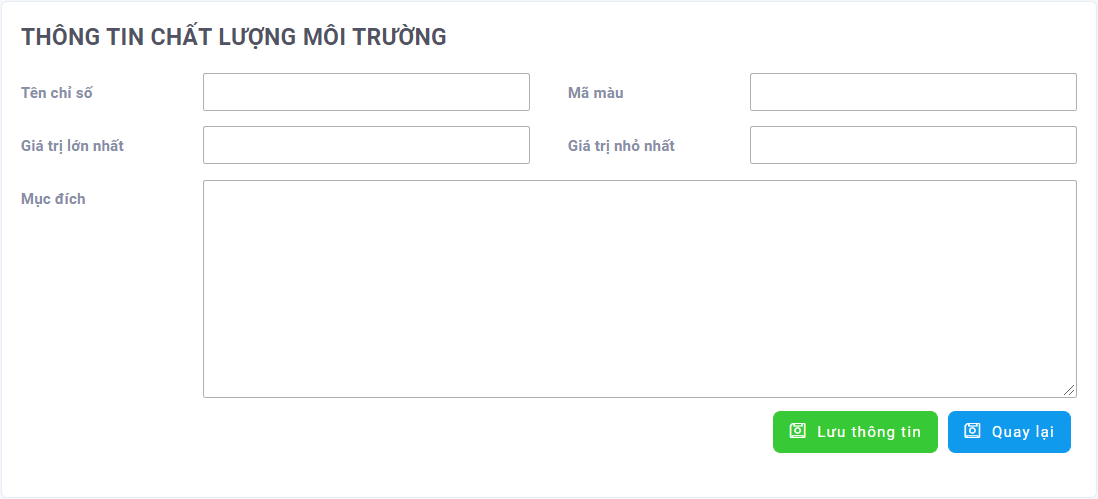 THÔNG TIN CHẤT LƯỢNG MÔI TRƯỜNG
Tên chỉ số
Mã màu
Giá trị lớn nhất
Giá trị nhỏ nhất
Mục đích
Lưu thông tin
Quay lại